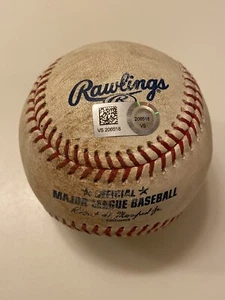 Rawlings
R
VS 206518
206518
VS
OFFICIAL
MAJOR LEAGUE BASEBALL